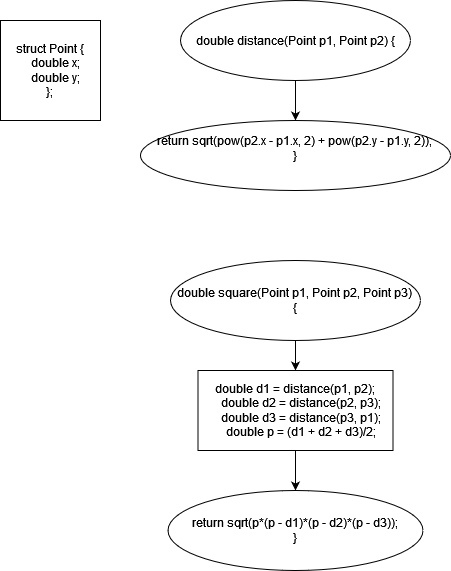 struct Point {
double x;
double y;
};
double distance(Point p1, Point p2) {
return sqrt(pow(p2.x - p1.x, 2) + pow(p2.y - p1.y, 2));
}
double square(Point p1, Point p2, Point p3)
{
double d1 = distance(p1, p2);
double d2 = distance(p2, p3);
double d3 = distance(p3, p1);
double p = (d1 + d2 + d3)/2;
return sqrt(p*(p - d1)*(p - d2)*(p - d3));
}